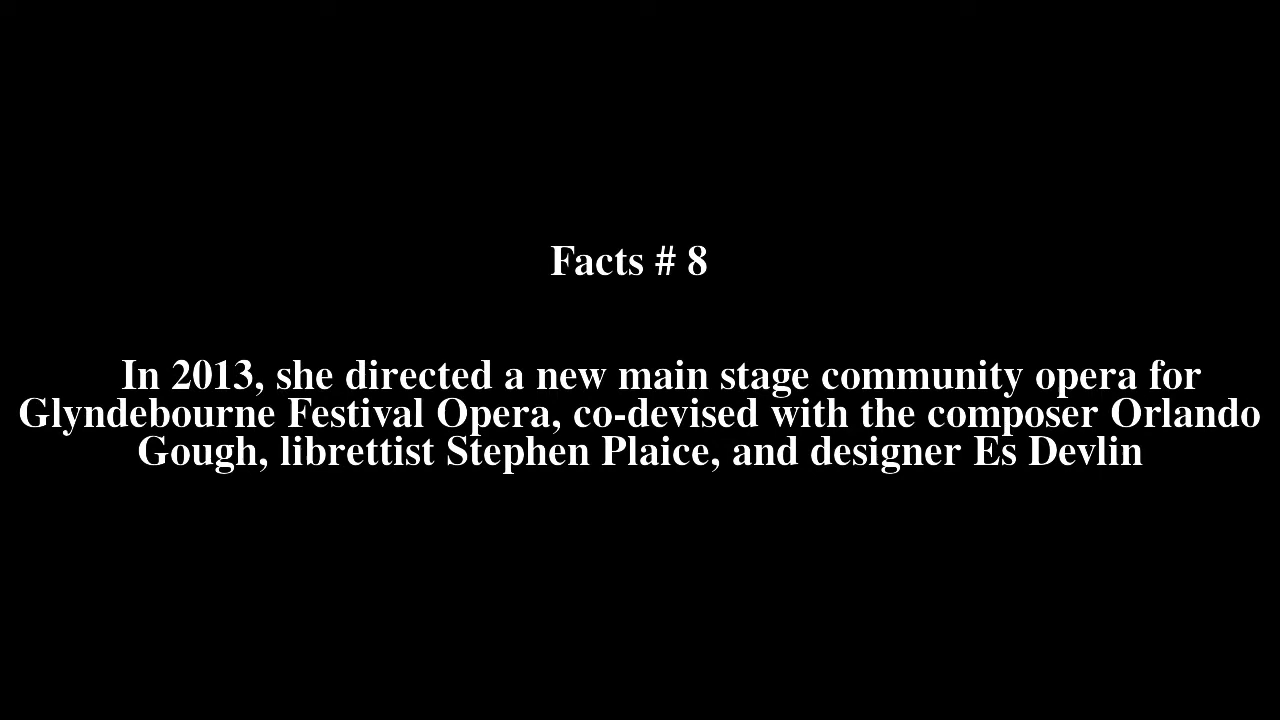 Facts # 8
In 2013, she directed a new main stage community opera for
Glyndebourne Festival Opera, co-devised with the composer Orlando
Gough, librettist Stephen Plaice, and designer Es Devlin